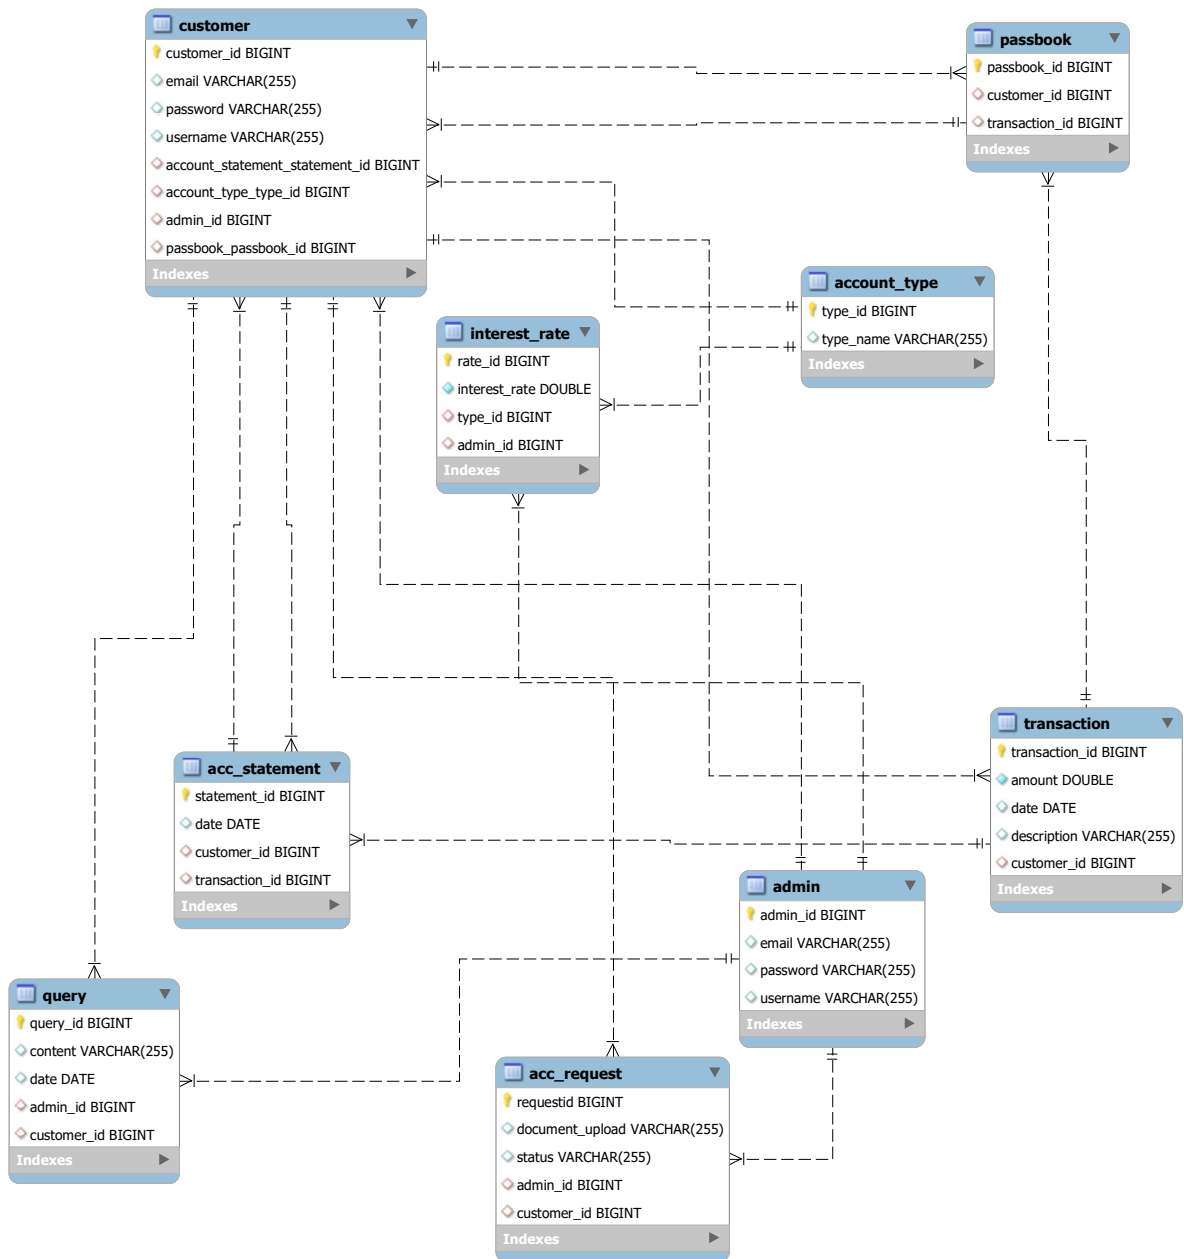 customer
customer_id BIGINT
email VARCHAR(255)
password VARCHAR(255)
username VARCHAR(255)
account_statement_statement_id BIGINT
account_type_type_id BIGINT
admin_id BIGINT
passbook_passbook_id BIGINT
Indexes
passbook
passbook_id BIGINT
customer_id BIGINT
transaction_id BIGINT
Indexes
account_type
type_id BIGINT
type_name VARCHAR(255)
Indexes
interest_rate
rate_id BIGINT
interest_rate DOUBLE
type_id BIGINT
admin_id BIGINT
Indexes
transaction
transaction_id BIGINT
amount DOUBLE
date DATE
description VARCHAR(255)
customer_id BIGINT
Indexes
acc_statement
statement_id BIGINT
date DATE
customer_id BIGINT
transaction_id BIGINT
Indexes
admin
admin_id BIGINT
email VARCHAR(255)
password VARCHAR(255)
username VARCHAR(255)
Indexes
query
query_id BIGINT
content VARCHAR(255)
date DATE
admin_id BIGINT
customer_id BIGINT
Indexes
acc_request
requestid BIGINT
document_upload VARCHAR(255)
status VARCHAR(255)
admin_id BIGINT
customer_id BIGINT
Indexes